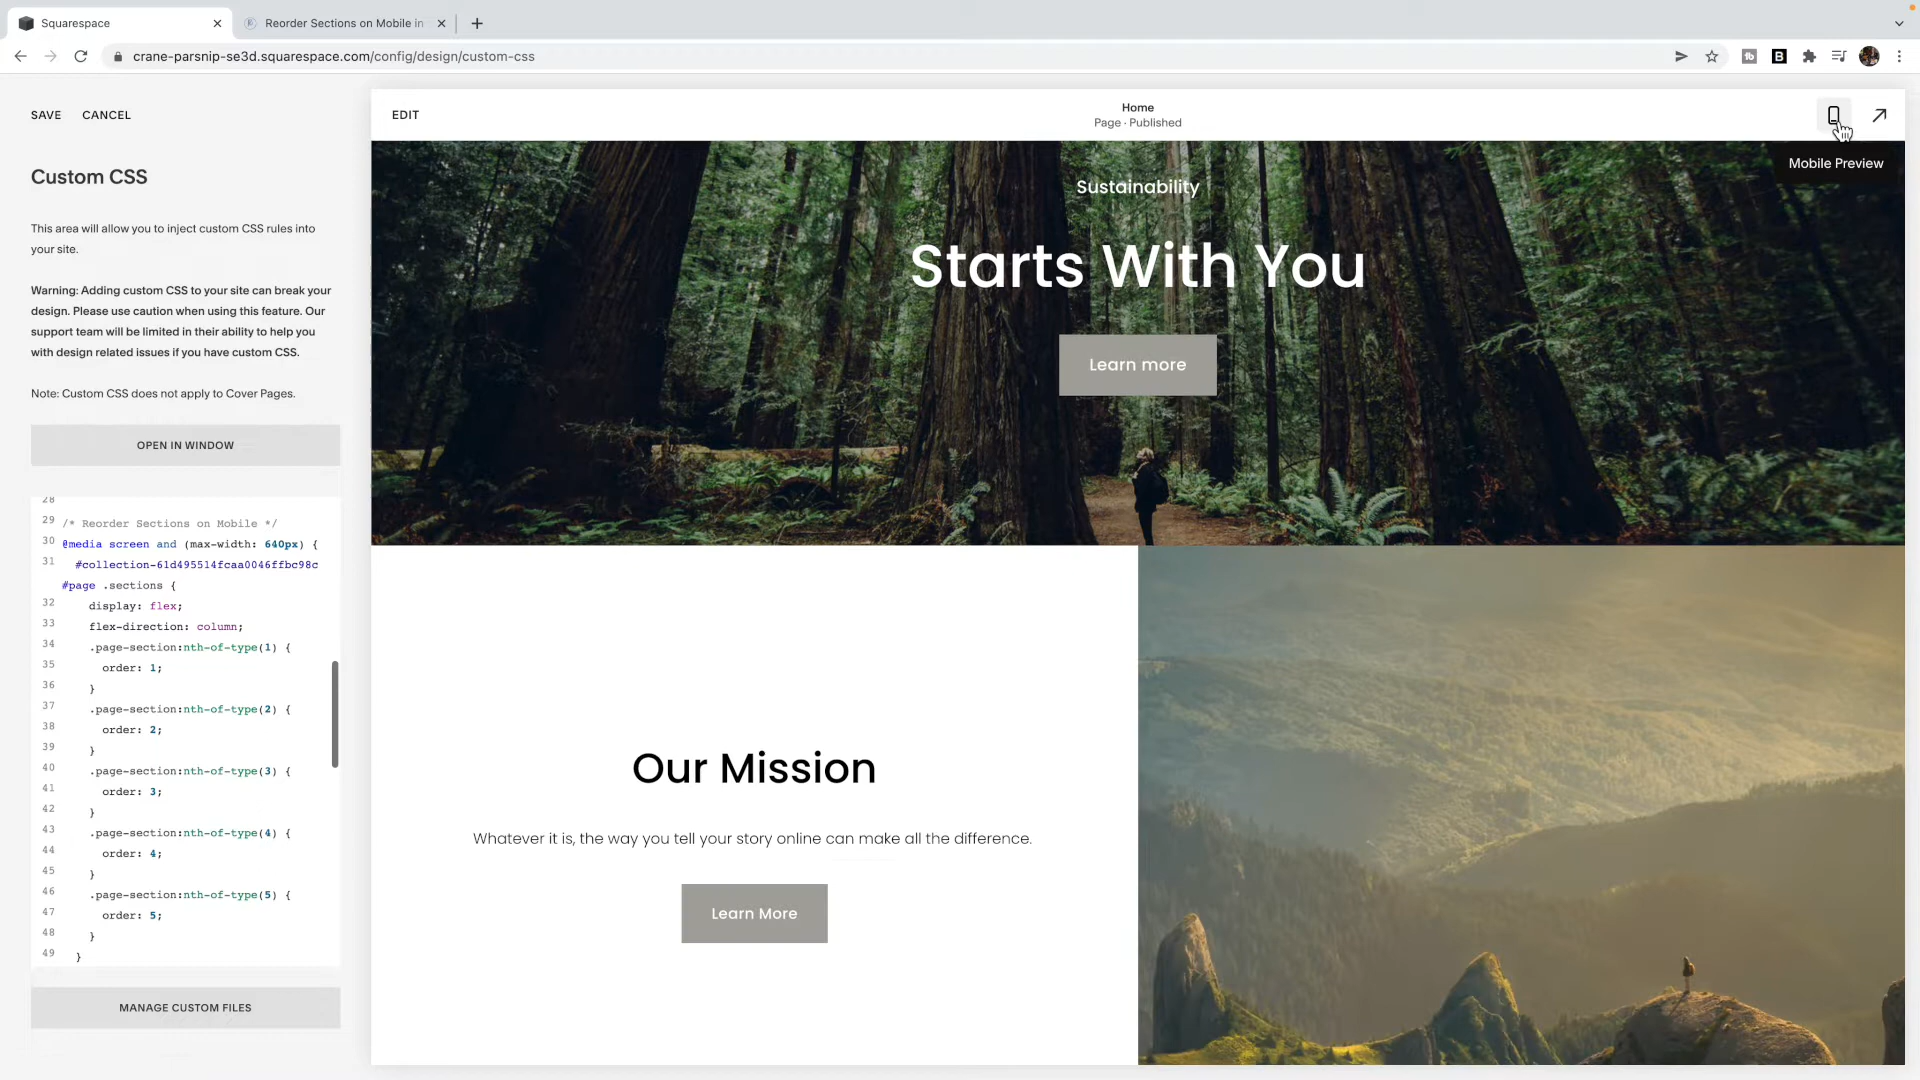 Squarespace
Reorder Sections on Mobile in
crane-parsnip-se3d.squarespace.com/config/design/custom-css
SAVE CANCEL
EDIT
Home
Page · Published
Mobile Preview
Custom CSS
This area will allow you to inject custom CSS rules into
your site.
Warning: Adding custom CSS to your site can break your
design. Please use caution when using this feature. Our
support team will be limited in their ability to help you
with design related issues if you have custom CSS.
Note: Custom CSS does not apply to Cover Pages.
OPEN IN WINDOW
28
29 /* Reorder Sections on Mobile */
30 @media screen and (max-width: 640px) {
31 #collection-61d495514fcaa0046ffbc98c
#page .sections {
32 display: flex;
33 flex-direction: column;
34 .page-section:nth-of-type(1) {
35 order: 1;
36 }
37 .page-section:nth-of-type(2) {
38 order: 2;
39 }
40 .page-section:nth-of-type(3) {
41 order: 3;
42 }
43 .page-section:nth-of-type(4) {
44 order: 4;
45 }
46 .page-section:nth-of-type(5) {
47 order: 5;
48 }
49 }
MANAGE CUSTOM FILES
Sustainability
Starts With You
Learn more
Our Mission
Whatever it is, the way you tell your story online can make all the difference.
Learn More